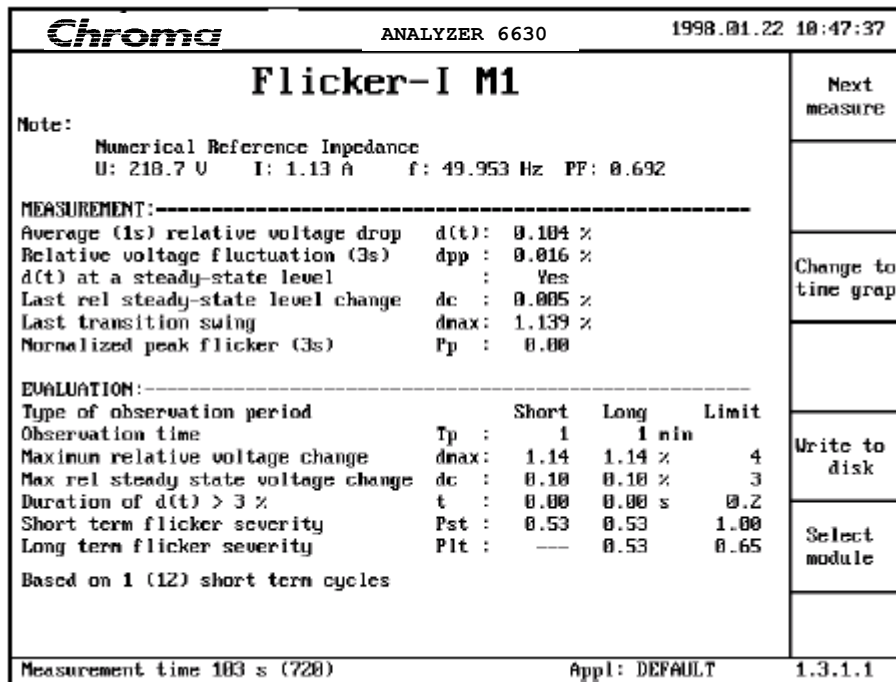 Chroma ANALYZER 6630 1998.01.22 10:47:37
Flicker-I M1
Note:
Numerical Reference Impedance
U: 218.7 V I: 1.13 A f: 49.953 Hz PF: 0.692
MEASUREMENT:
Average (1s) relative voltage drop d(t): 0.104 %
Relative voltage fluctuation (3s) dpp : 0.016 %
d(t) at a steady-state level : Yes
Last rel steady-state level change dc : 0.005 %
Last transition swing dmax: 1.139 %
Normalized peak flicker (3s) Pp : 0.00
EVALUATION:
Type of observation period Short Long Limit
Observation time Tp : 1 1 min
Maximum relative voltage change dmax: 1.14 1.14 % 4
Max rel steady state voltage change dc : 0.10 0.10 % 3
Duration of d(t) > 3 % t : 0.00 0.00 s 0.2
Short term flicker severity Pst : 0.53 0.53 1.00
Long term flicker severity Plt : --- 0.53 0.65
Based on 1 (12) short term cycles
Next
measure
Change to
time grap
Write to
disk
Select
module
Measurement time 103 s (720) Appl: DEFAULT 1.3.1.1